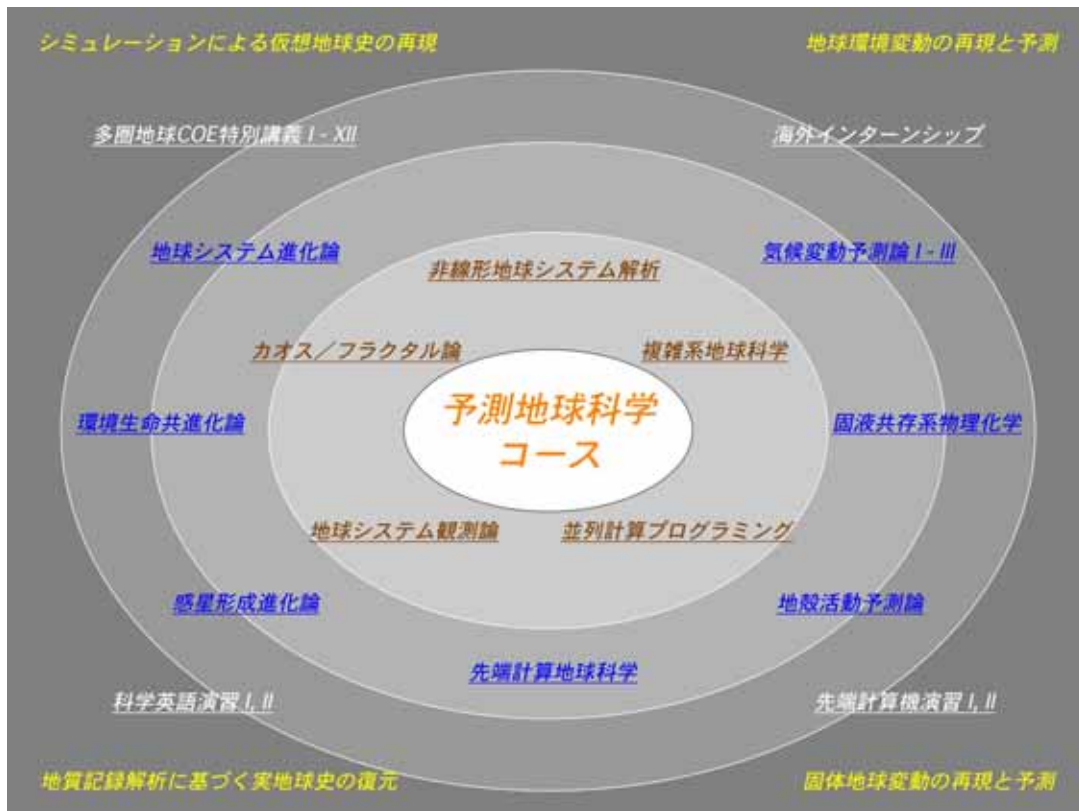 シミュレーションによる仮想地球史の再現
地球環境変動の再現と予測
多圏地球COE特別講義 I - XII
海外インターンシップ
地球システム進化論
気候変動予測論 I - III
非線形地球システム解析
カオス／フラクタル論
複雑系地球科学
予測地球科学
コース
環境生命共進化論
固液共存系物理化学
地球システム観測論
並列計算プログラミング
惑星形成進化論
地殻活動予測論
先端計算地球科学
科学英語演習 I, II
先端計算機演習 I, II
地質記録解析に基づく実地球史の復元
固体地球変動の再現と予測